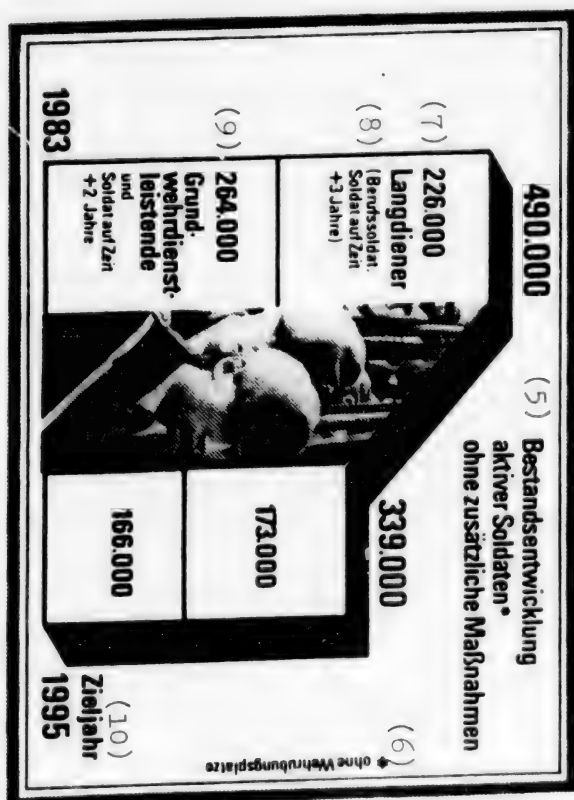 490.000
(5) Bestandsentwicklung
aktiver Soldaten*
ohne zusätzliche Maßnahmen
(7) 226.000
(8) Langdiener
(Berufssoldat.
Soldat auf Zeit
+3 Jahre)
339.000
(9) 264.000
Grund-
wehrdienst-
leistende
und
Soldat auf Zeit
+2 Jahre
173.000
166.000
1983
(10) Zieljahr
1995
(6)
* ohne Wehrübungsplätze